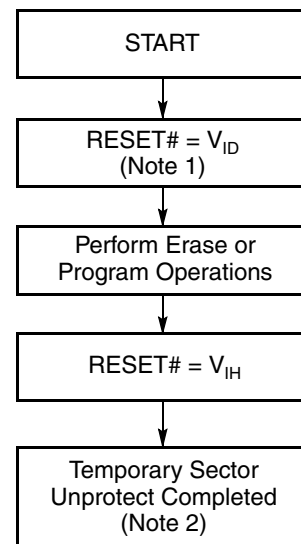 START
RESET# = VID
(Note 1)
Perform Erase or
Program Operations
RESET# = VIH
Temporary Sector
Unprotect Completed
(Note 2)